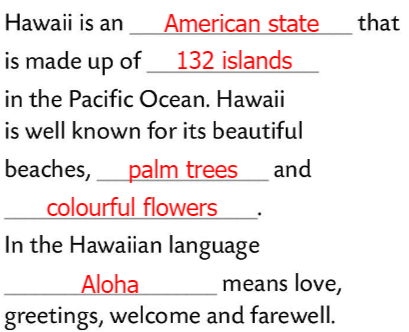 Hawaii is an American state that
is made up of 132 islands
in the Pacific Ocean. Hawaii
is well known for its beautiful
beaches, palm trees and
colourful flowers.
In the Hawaiian language
Aloha means love,
greetings, welcome and farewell.